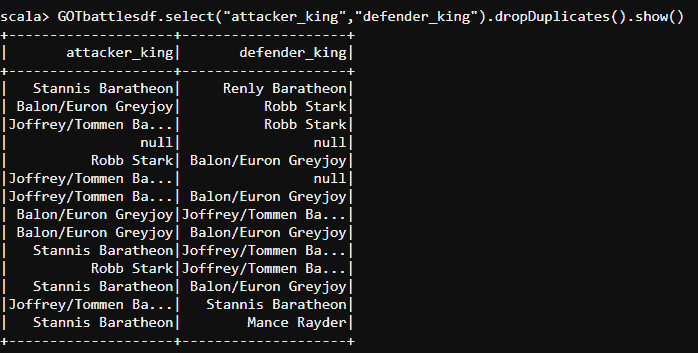 scala> GOTbattlesdf.select("attacker_king","defender_king").dropDuplicates().show()
+--------------------+--------------------+
|       attacker_king|       defender_king|
+--------------------+--------------------+
|   Stannis Baratheon|     Renly Baratheon|
| Balon/Euron Greyjoy|          Robb Stark|
|Joffrey/Tommen Ba...|          Robb Stark|
|                null|                null|
|          Robb Stark| Balon/Euron Greyjoy|
|Joffrey/Tommen Ba...|                null|
|Joffrey/Tommen Ba...| Balon/Euron Greyjoy|
| Balon/Euron Greyjoy|Joffrey/Tommen Ba...|
| Balon/Euron Greyjoy| Balon/Euron Greyjoy|
|   Stannis Baratheon|Joffrey/Tommen Ba...|
|          Robb Stark|Joffrey/Tommen Ba...|
|   Stannis Baratheon| Balon/Euron Greyjoy|
|Joffrey/Tommen Ba...|   Stannis Baratheon|
|   Stannis Baratheon|        Mance Rayder|
+--------------------+--------------------+